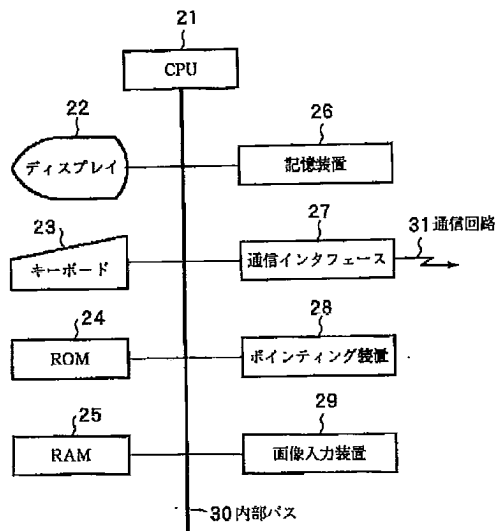 21
CPU
22
ディスプレイ
26
記憶装置
23
キーボード
27
通信インタフェース
31 通信回路
24
ROM
28
ポインティング装置
25
RAM
29
画像入力装置
30 内部バス